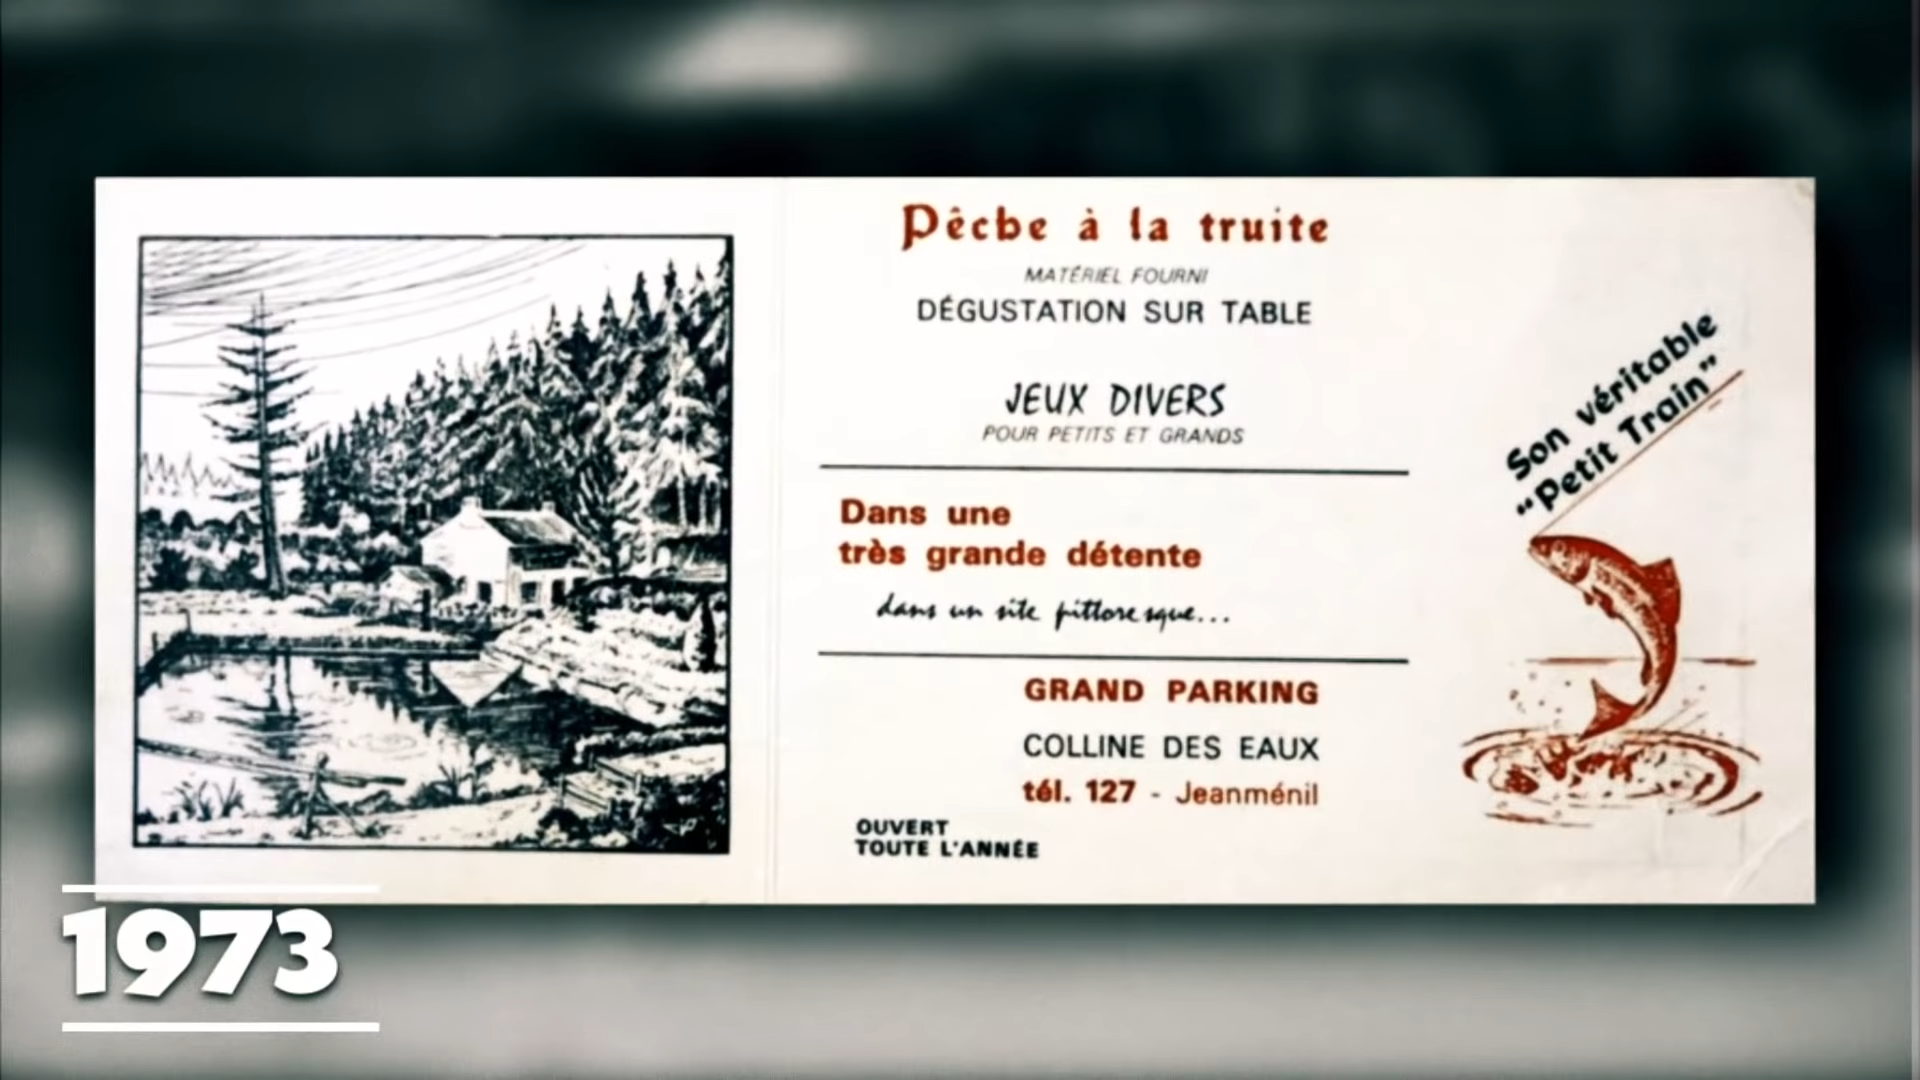 Pêche à la truite
MATÉRIEL FOURNI
DÉGUSTATION SUR TABLE
JEUX DIVERS
POUR PETITS ET GRANDS
Dans une
très grande détente
dans un site pittoresque...
GRAND PARKING
COLLINE DES EAUX
tél. 127 - Jeanménil
OUVERT
TOUTE L'ANNÉE
Son véritable
"Petit Train"
1973